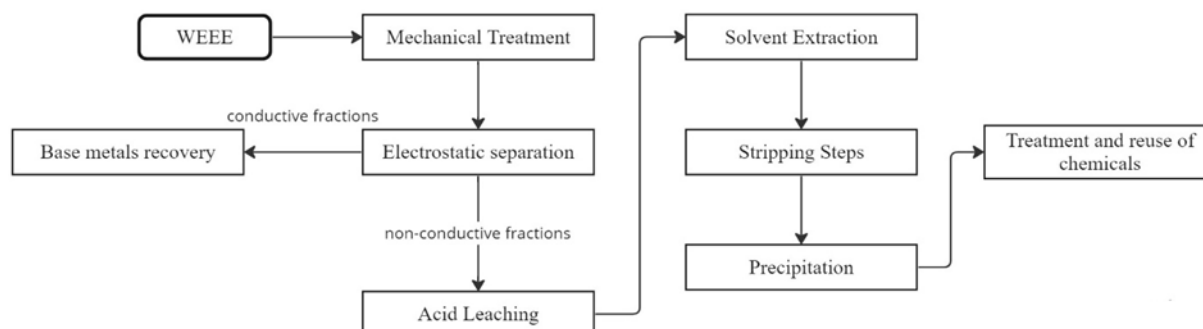 WEEE
Mechanical Treatment
Solvent Extraction
conductive fractions
Base metals recovery
Electrostatic separation
Stripping Steps
Treatment and reuse of
chemicals
non-conductive fractions
Precipitation
Acid Leaching